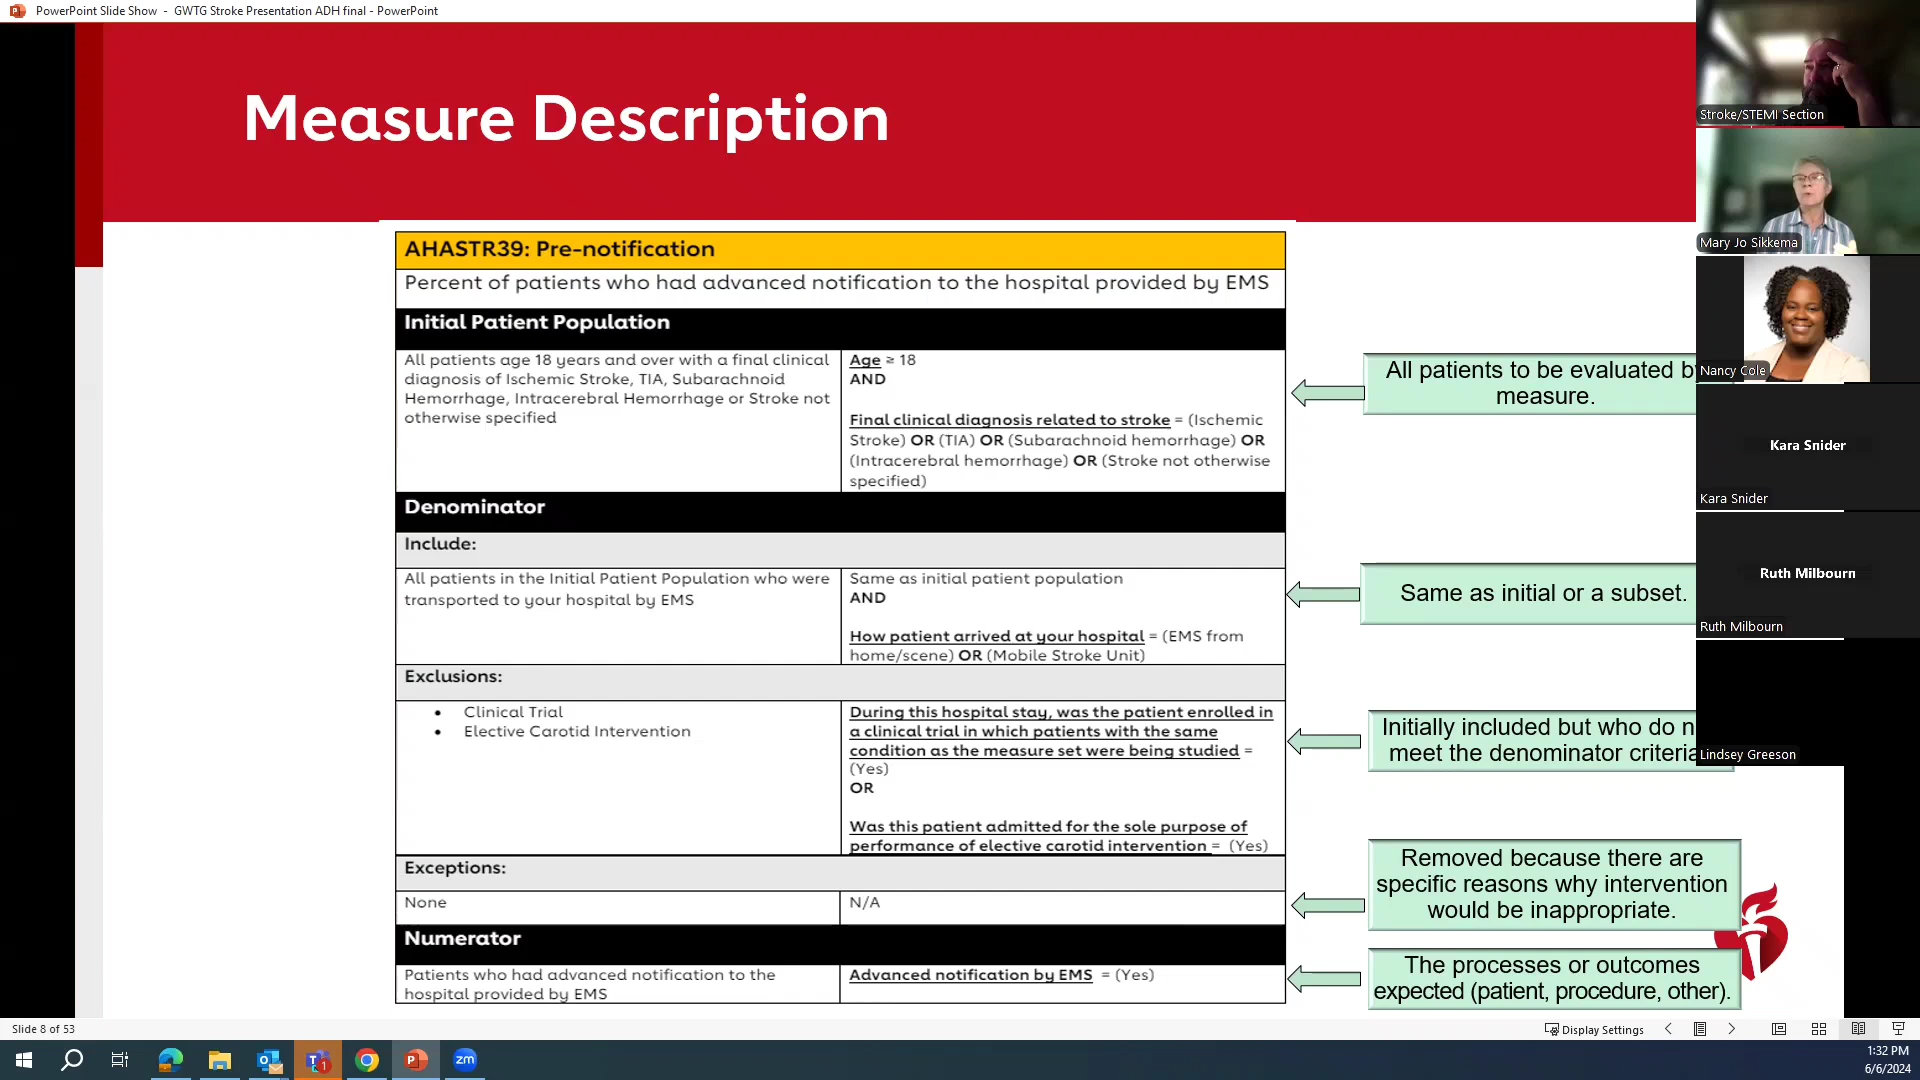 PowerPoint Slide Show - GWTG Stroke Presentation ADH final - PowerPoint
Measure Description
AHASTR39: Pre-notification
Percent of patients who had advanced notification to the hospital provided by EMS
Initial Patient Population
All patients age 18 years and over with a final clinical
diagnosis of Ischemic Stroke, TIA, Subarachnoid
Hemorrhage, Intracerebral Hemorrhage or Stroke not
otherwise specified
Age ≥ 18
AND
Final clinical diagnosis related to stroke = (Ischemic
Stroke) OR (TIA) OR (Subarachnoid hemorrhage) OR
(Intracerebral hemorrhage) OR (Stroke not otherwise
specified)
Denominator
Include:
All patients in the Initial Patient Population who were
transported to your hospital by EMS
Same as initial patient population
AND
How patient arrived at your hospital = (EMS from
home/scene) OR (Mobile Stroke Unit)
Exclusions:
• Clinical Trial
• Elective Carotid Intervention
During this hospital stay, was the patient enrolled in
a clinical trial in which patients with the same
condition as the measure set were being studied =
(Yes)
OR
Was this patient admitted for the sole purpose of
performance of elective carotid intervention = (Yes)
Exceptions:
None
N/A
Numerator
Patients who had advanced notification to the
hospital provided by EMS
Advanced notification by EMS = (Yes)
All patients to be evaluated
measure.
Same as initial or a subset.
Initially included but who do
meet the denominator criteria
Removed because there are
specific reasons why intervention
would be inappropriate.
The processes or outcomes
expected (patient, procedure, other).
Stroke/STEMI Section
Mary Jo Sikkema
Nancy Cole
Kara Snider
Kara Snider
Ruth Milbourn
Ruth Milbourn
Lindsey Greeson
Slide 8 of 53
Display Settings
zm
1:32 PM
6/6/2024